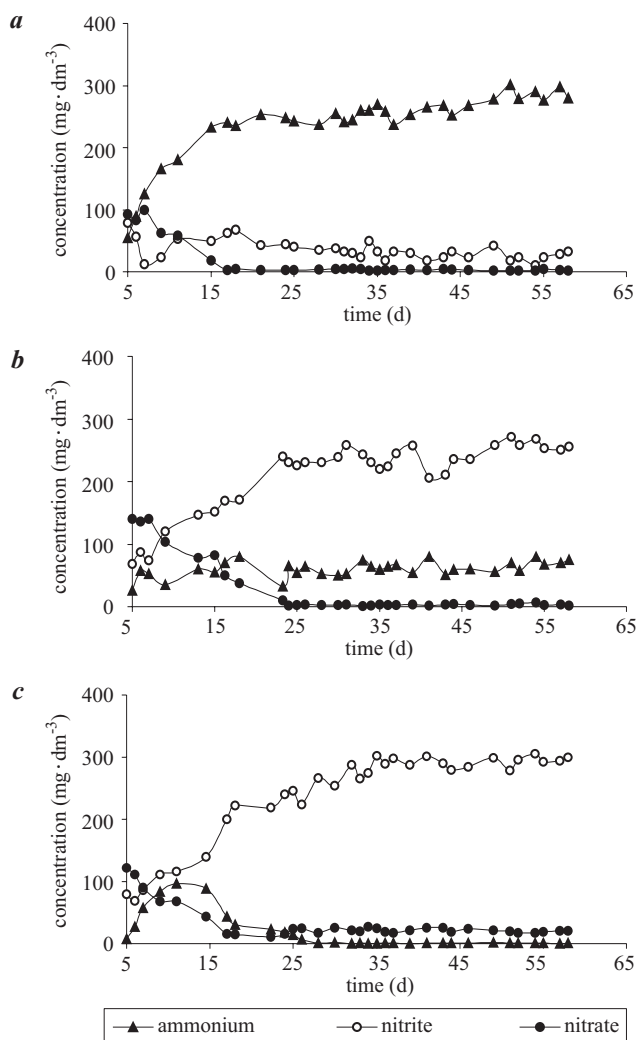 a
concentration (mg·dm-3)
400
300
200
100
0
5 15 25 35 45 55 65
time (d)
b
concentration (mg·dm-3)
400
300
200
100
0
5 15 25 35 45 55 65
time (d)
c
concentration (mg·dm-3)
400
300
200
100
0
5 15 25 35 45 55 65
time (d)
ammonium nitrite nitrate